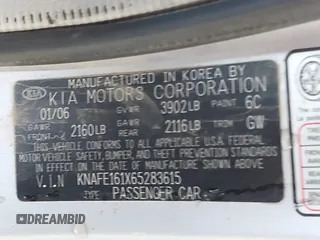 MANUFACTURED IN KOREA BY
KIA KIA MOTORS CORPORATION
01/06 GVWR 3902LB PAINT 6C
GAWR FRONT 2160LB GAWR REAR 2116LB TRIM GW
THIS VEHICLE CONFORMS TO ALL APPLICABLE U.S. FEDERAL
MOTOR VEHICLE SAFETY, BUMPER, AND THEFT PREVENTION
STANDARDS IN EFFECT ON THE DATE OF MANUFACTURE
SHOWN ABOVE.
V.I.N KNAFE161X65283615
TYPE PASSENGER CAR
DREAMBID